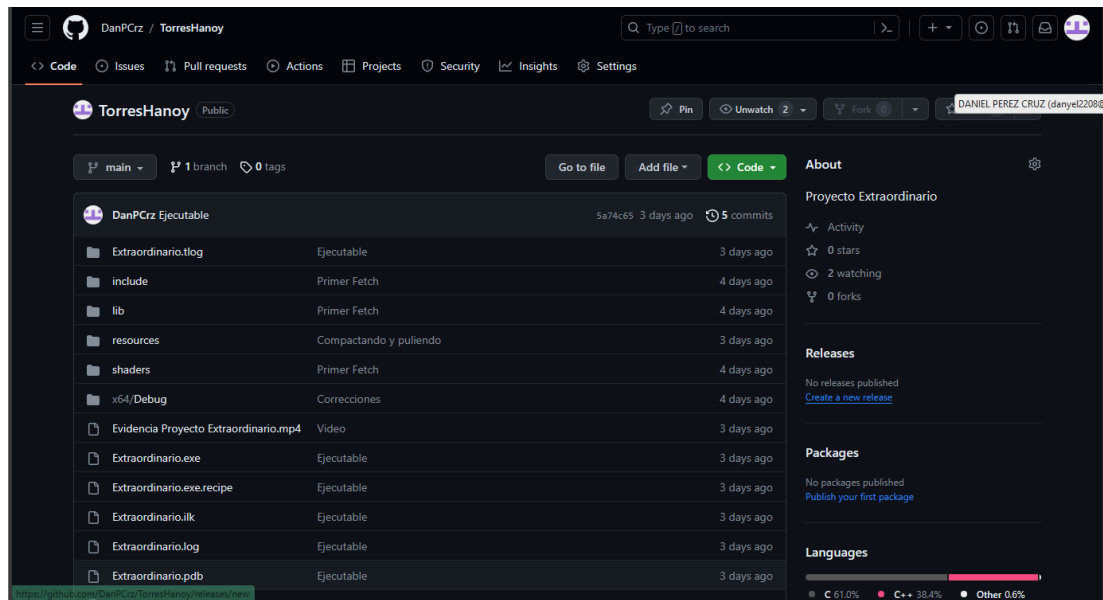 DanPCrz / TorresHanoy
Type / to search
Code Issues Pull requests Actions Projects Security Insights Settings
DANIEL PEREZ CRUZ (danyel2208@
TorresHanoy Public
Pin Unwatch 2 Fork 0
main 1 branch 0 tags
Go to file Add file Code
DanPCrz Ejecutable 5a74c65 3 days ago 5 commits
Extraordinario.tlog Ejecutable 3 days ago
include Primer Fetch 4 days ago
lib Primer Fetch 4 days ago
resources Compactando y puliendo 3 days ago
shaders Primer Fetch 4 days ago
x64/Debug Correcciones 4 days ago
Evidencia Proyecto Extraordinario.mp4 Video 3 days ago
Extraordinario.exe Ejecutable 3 days ago
Extraordinario.exe.recipe Ejecutable 3 days ago
Extraordinario.ilk Ejecutable 3 days ago
Extraordinario.log Ejecutable 3 days ago
Extraordinario.pdb Ejecutable 3 days ago
About
Proyecto Extraordinario
Activity
0 stars
2 watching
0 forks
Releases
No releases published
Create a new release
Packages
No packages published
Publish your first package
Languages
C 61.0% C++ 38.4% Other 0.6%
https://github.com/DanPCrz/TorresHanoy/releases/new